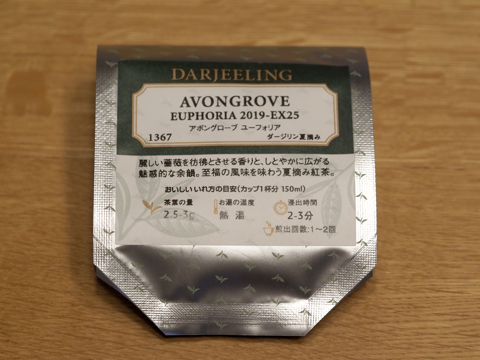 DARJEELING
AVONGROVE
EUPHORIA 2019-EX25
アボングローブ ユーフォリア
1367 ダージリン夏摘み
麗しい薔薇を彷彿とさせる香りと、しとやかに広がる
魅惑的な余韻。至福の風味を味わう夏摘み紅茶。
おいしいいれ方の目安(カップ1杯分 150ml)
茶葉の量 お湯の温度 浸出時間
2.5-3g 熱湯 2-3分
煎出回数:1~2回